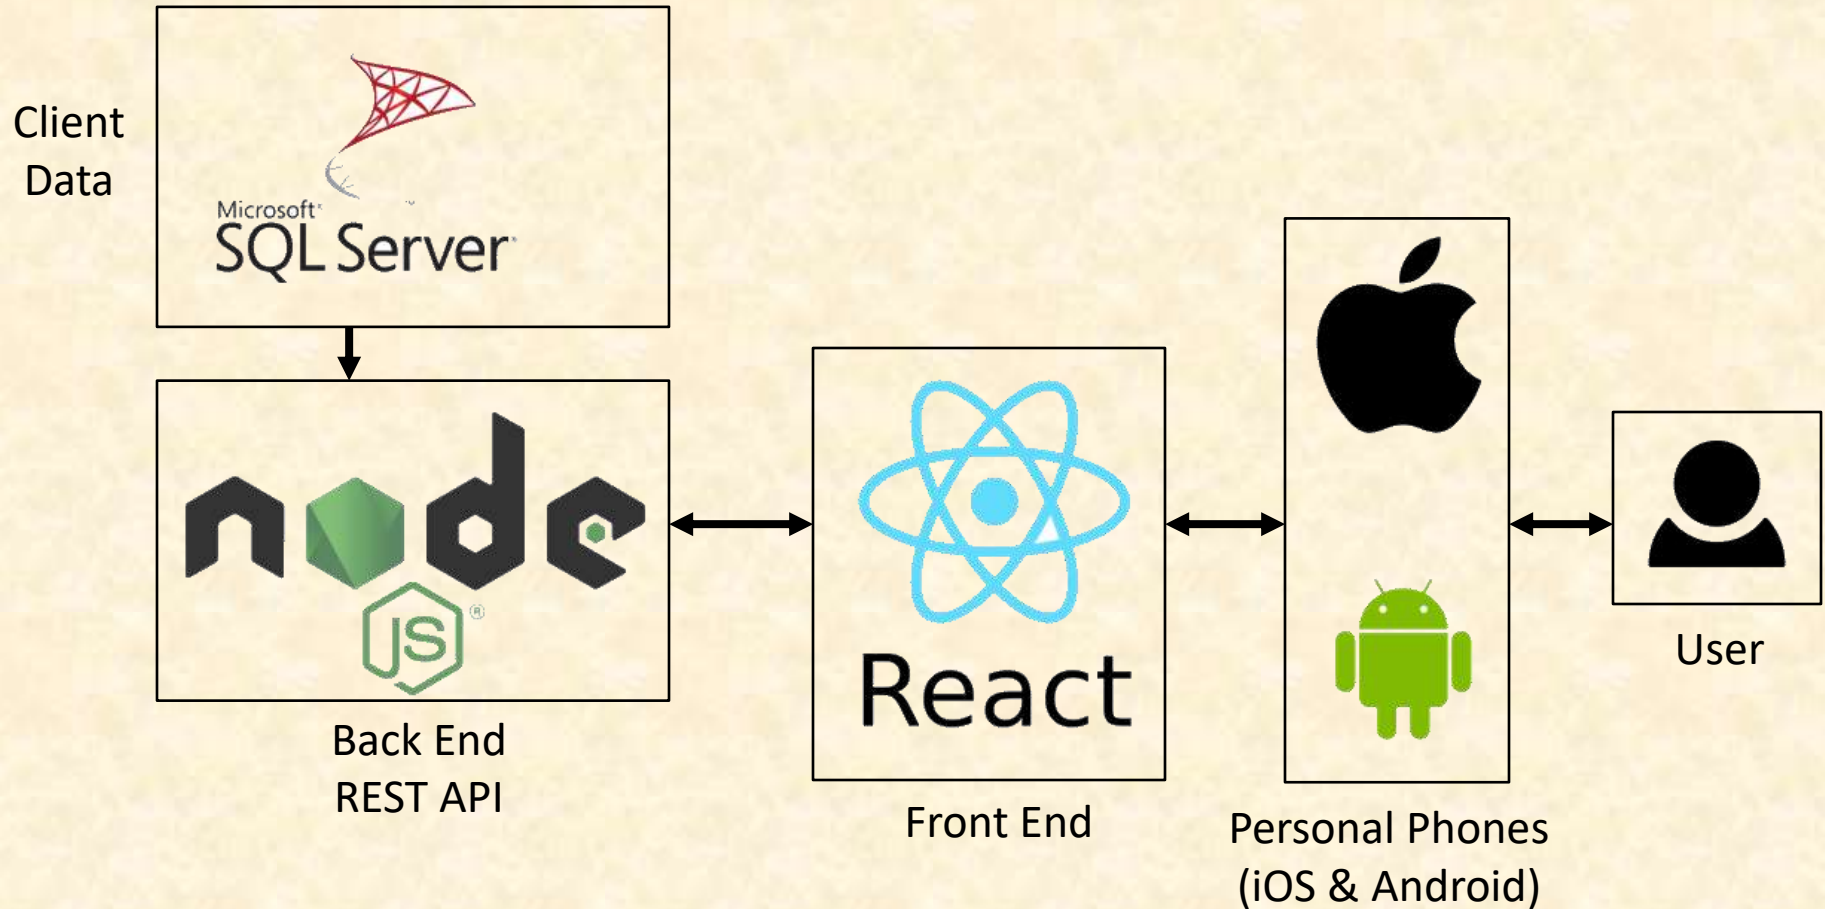 Client
Data
Microsoft®
SQL Server®
node
JS®
Back End
REST API
React
Front End
Personal Phones
(iOS & Android)
User